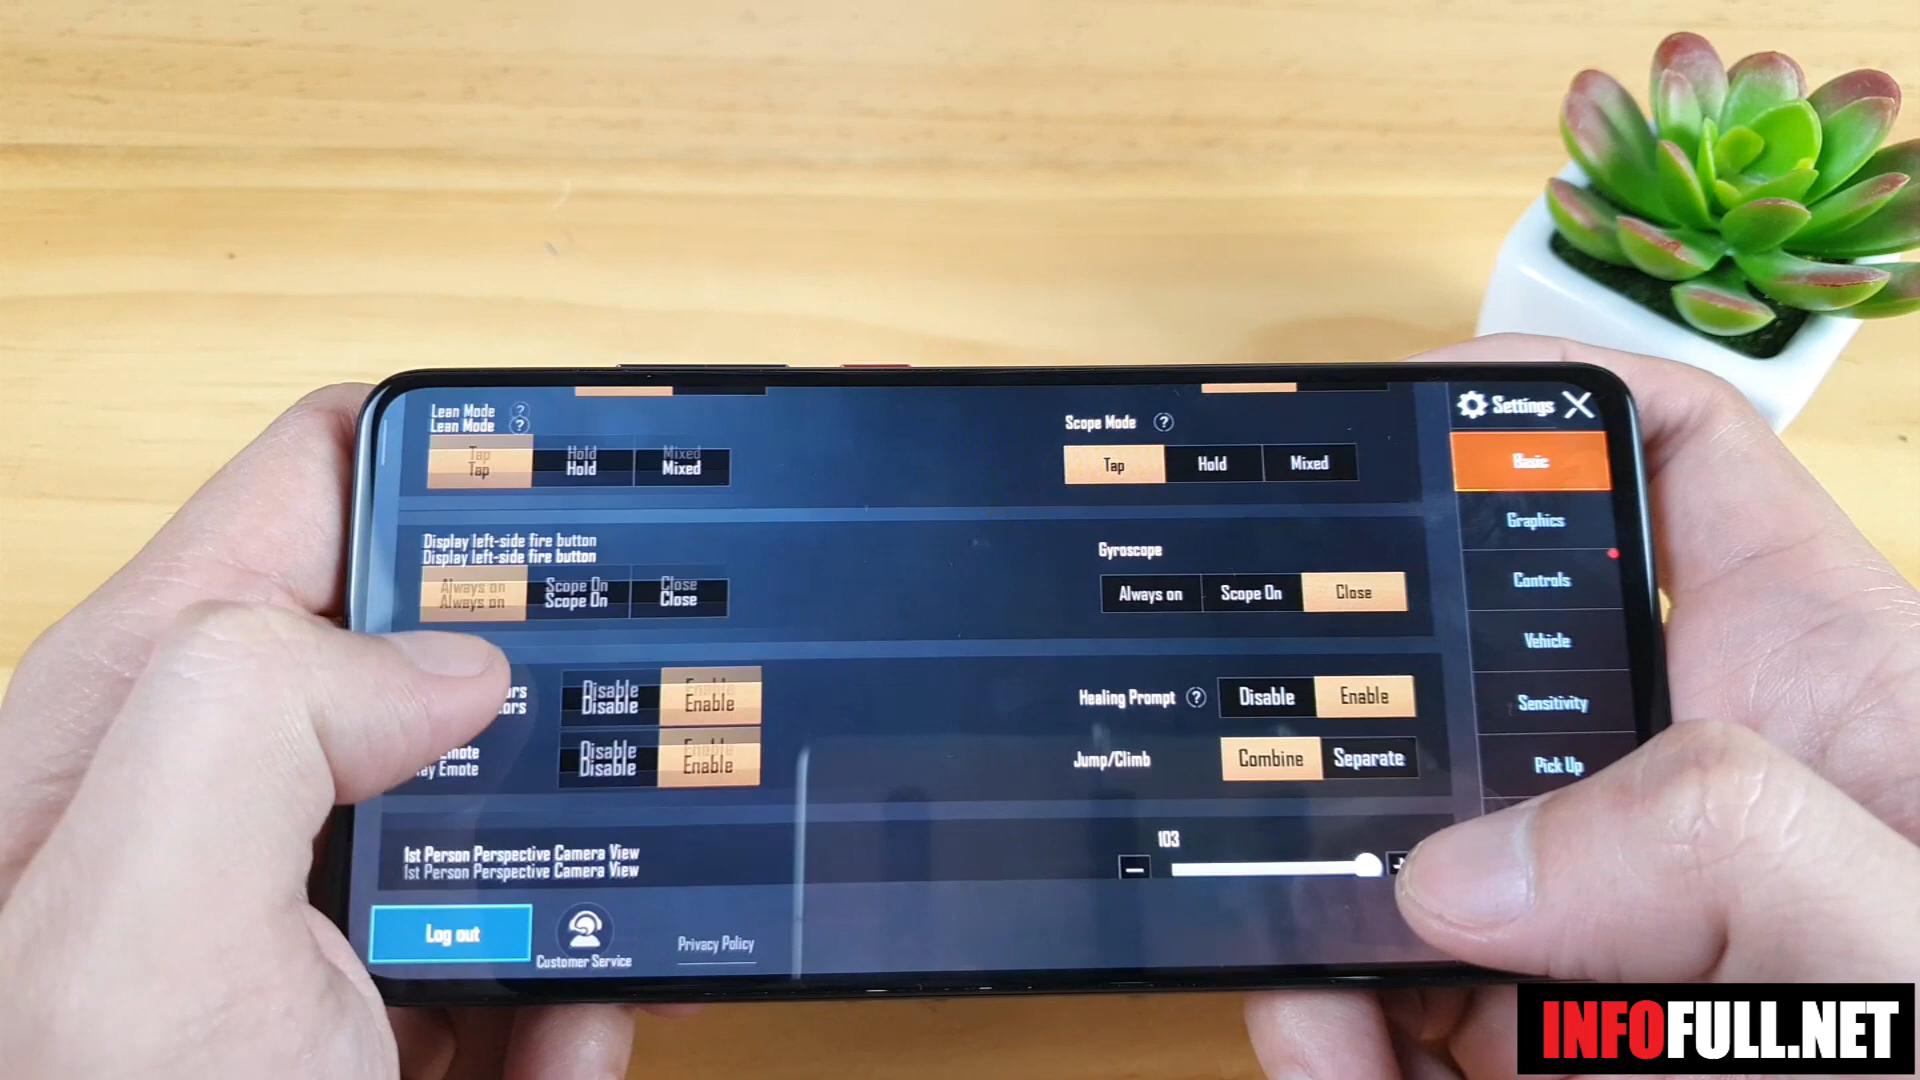 Lean Mode ?
Lean Mode ?
Tap Hold Mixed
Tap Hold Mixed
Scope Mode ?
Tap Hold Mixed
Settings
Basic
Graphics
Controls
Vehicle
Sensitivity
Pick Up
Display left-side fire button
Display left-side fire button
Always on Scope On Close
Always on Scope On Close
Gyroscope
Always on Scope On Close
Disable Enable
Disable Enable
Healing Prompt ? Disable Enable
Emote Disable Enable
Emote Disable Enable
Jump/Climb Combine Separate
1st Person Perspective Camera View
1st Person Perspective Camera View
103
Log out
Customer Service
Privacy Policy
INFOFULL.NET